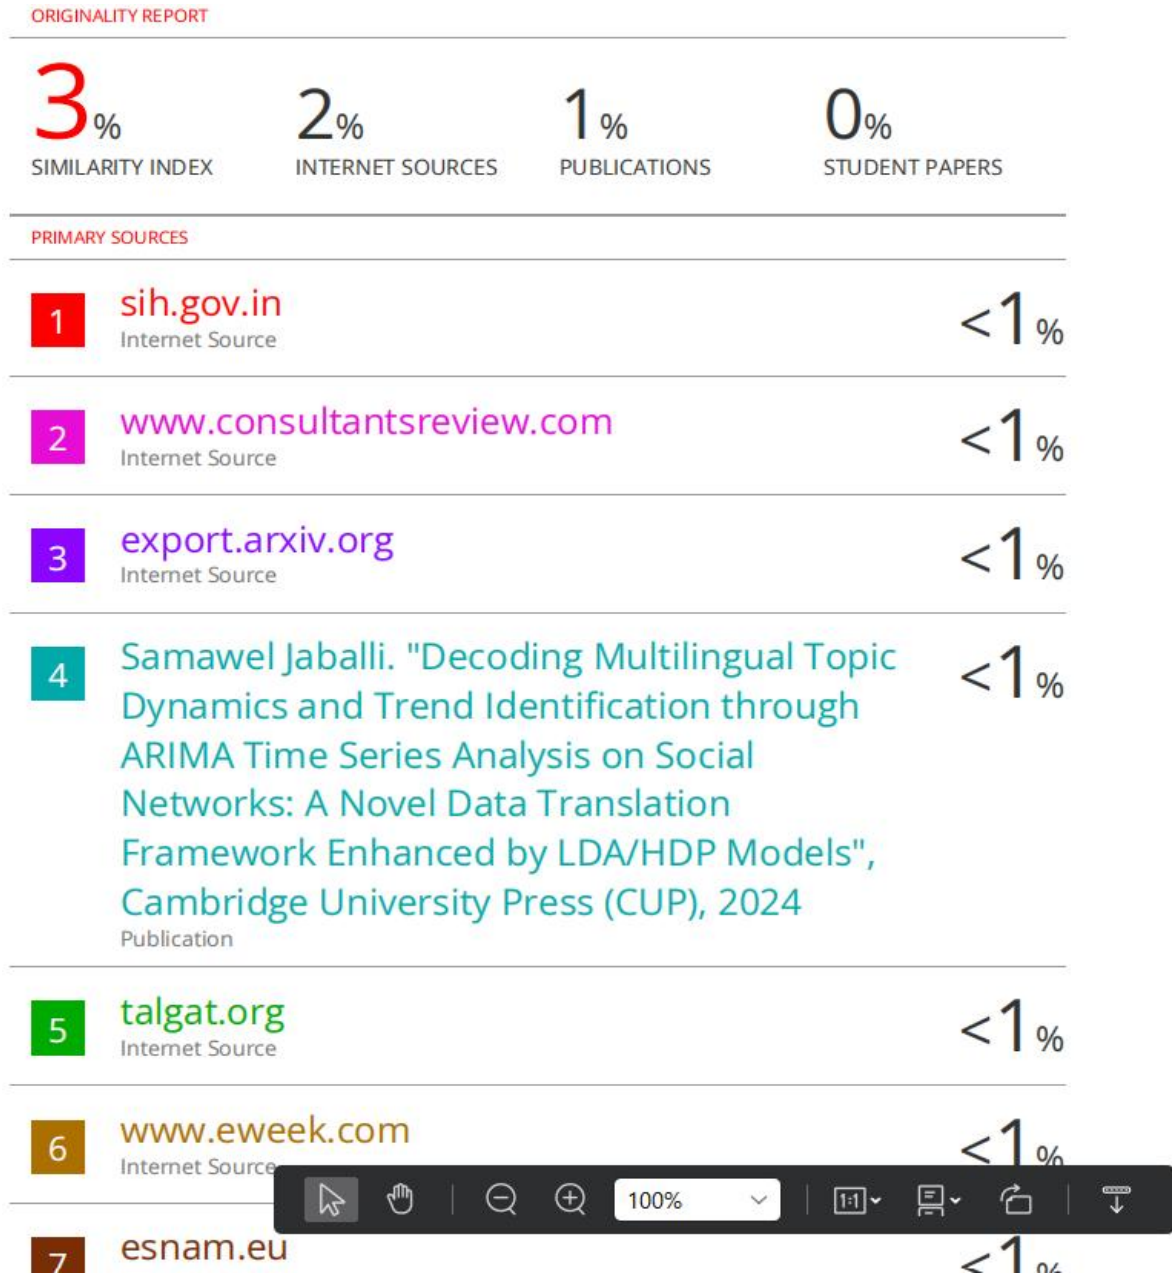 ORIGINALITY REPORT
3% 2% 1% 0%
SIMILARITY INDEX INTERNET SOURCES PUBLICATIONS STUDENT PAPERS
PRIMARY SOURCES
1 sih.gov.in <1%
Internet Source
2 www.consultantsreview.com <1%
Internet Source
3 export.arxiv.org <1%
Internet Source
4 Samawel Jaballi. "Decoding Multilingual Topic <1%
Dynamics and Trend Identification through
ARIMA Time Series Analysis on Social
Networks: A Novel Data Translation
Framework Enhanced by LDA/HDP Models",
Cambridge University Press (CUP), 2024
Publication
5 talgat.org <1%
Internet Source
6 www.eweek.com <1%
Internet Source
100% 1:1
7 esnam.eu <1%